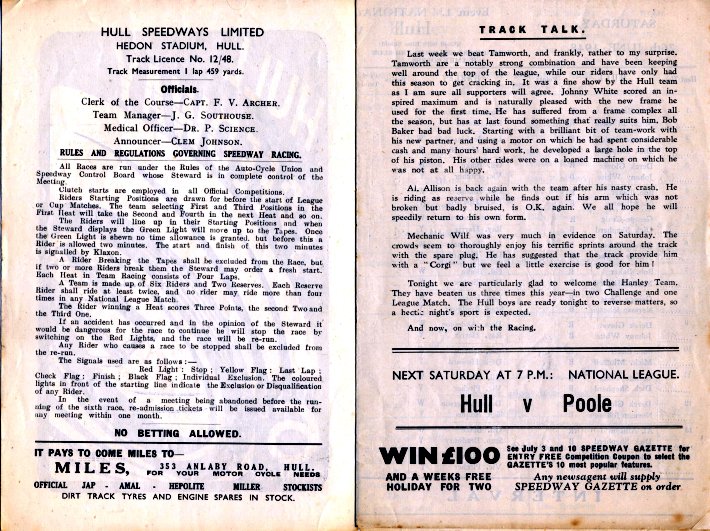 HULL SPEEDWAYS LIMITED
HEDON STADIUM, HULL.
Track Licence No. 12/48.
Track Measurement 1 lap 459 yards.
Officials.
Clerk of the Course—CAPT. F. V. ARCHER.
Team Manager—J. G. SOUTHOUSE.
Medical Officer—DR. P. SCIENCE.
Announcer—CLEM JOHNSON.
RULES AND REGULATIONS GOVERNING SPEEDWAY RACING.
All Races are run under the Rules of the Auto-Cycle Union and
Speedway Control Board whose Steward is in complete control of the
Meeting.
Clutch starts are employed in all Official Competitions.
Riders Starting Positions are drawn for before the start of League
or Cup Matches. The team selecting First and Third Positions in the
First Heat will take the Second and Fourth in the next Heat and so on.
The Riders will line up in their Starting Positions and when
the Steward displays the Green Light will move up to the Tapes. Once
the Green Light is shewn no time allowance is granted, but before this a
Rider is allowed two minutes. The start and finish of this two minutes
is signalled by Klaxon.
A Rider Breaking the Tapes shall be excluded from the Race, but
if two or more Riders break them the Steward may order a fresh start.
Each Heat in Team Racing consists of Four Laps.
A Team is made up of Six Riders and Two Reserves. Each Reserve
Rider shall ride at least twice, and no rider may ride more than four
times in any National League Match.
The Rider winning a Heat scores Three Points, the second Two and
the Third One.
If an accident has occurred and in the opinion of the Steward it
would be dangerous for the race to continue he will stop the race by
switching on the Red Lights, and the race will be re-run.
Any Rider who causes a race to be stopped shall be excluded from
the re-run.
The Signals used are as follows :—
Red Light : Stop ; Yellow Flag : Last Lap ;
Check Flag : Finish ; Black Flag ; Individual Exclusion. The coloured
lights in front of the starting line indicate the Exclusion or Disqualification
of any Rider.
In the event of a meeting being abandoned before the run-
ning of the sixth race, re-admission tickets will be issued available for
any meeting within one month.
NO BETTING ALLOWED.
IT PAYS TO COME MILES TO—
MILES, 353 ANLABY ROAD, HULL.
FOR YOUR MOTOR CYCLE NEEDS
OFFICIAL JAP - AMAL - HEPOLITE MILLER STOCKISTS
DIRT TRACK TYRES AND ENGINE SPARES IN STOCK.
TRACK TALK.
Last week we beat Tamworth, and frankly, rather to my surprise.
Tamworth are a notably strong combination and have been keeping
well around the top of the league, while our riders have only had
this season to get cracking in. It was a fine show by the Hull team
as I am sure all supporters will agree. Johnny White scored an in-
spired maximum and is naturally pleased with the new frame he
used for the first time. He has suffered from a frame complex all
the season, but has at last found something that really suits him. Bob
Baker had bad luck. Starting with a brilliant bit of team-work with
his new partner, and using a motor on which he had spent considerable
cash and many hours' hard work, he developed a large hole in the top
of his piston. His other rides were on a loaned machine on which he
was not at all happy.
Al. Allison is back again with the team after his nasty crash. He
is riding as reserve while he finds out if his arm which was not
broken but badly bruised, is O.K. again. We all hope he will
speedily return to his own form.
Mechanic Wilf was very much in evidence on Saturday. The
crowds seem to thoroughly enjoy his terrific sprints around the track
with the spare plug. He has suggested that the track provide him
with a "Corgi" but we feel a little exercise is good for him !
Tonight we are particularly glad to welcome the Hanley Team.
They have beaten us three times this year—in two Challenge and one
League Match. The Hull boys are ready tonight to reverse matters, so
a hectic night's sport is expected.
And now, on with the Racing.
NEXT SATURDAY AT 7 P.M.: NATIONAL LEAGUE.
Hull v Poole
WIN £100
AND A WEEKS FREE
HOLIDAY FOR TWO
See July 3 and 10 SPEEDWAY GAZETTE for
ENTRY FREE Competition Coupon to select the
GAZETTE'S 10 most popular features.
Any newsagent will supply
SPEEDWAY GAZETTE on order